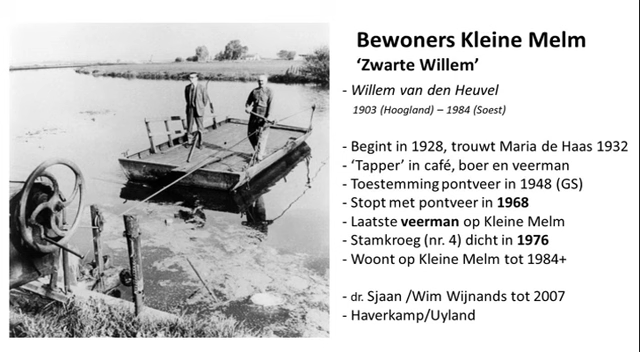 Bewoners Kleine Melm
‘Zwarte Willem’
- Willem van den Heuvel
1903 (Hoogland) – 1984 (Soest)
- Begint in 1928, trouwt Maria de Haas 1932
- ‘Tapper’ in café, boer en veerman
- Toestemming pontveer in 1948 (GS)
- Stopt met pontveer in 1968
- Laatste veerman op Kleine Melm
- Stamkroeg (nr. 4) dicht in 1976
- Woont op Kleine Melm tot 1984+
- dr. Sjaan /Wim Wijnands tot 2007
- Haverkamp/Uyland